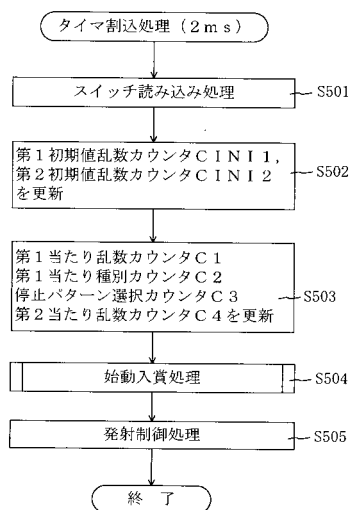 タイマ割込処理(2ms)
スイッチ読み込み処理
S501
第1初期値乱数カウンタCINI1,
第2初期値乱数カウンタCINI2
を更新
S502
第1当たり乱数カウンタC1
第1当たり種別カウンタC2
停止パターン選択カウンタC3
第2当たり乱数カウンタC4を更新
S503
始動入賞処理
S504
発射制御処理
S505
終 了